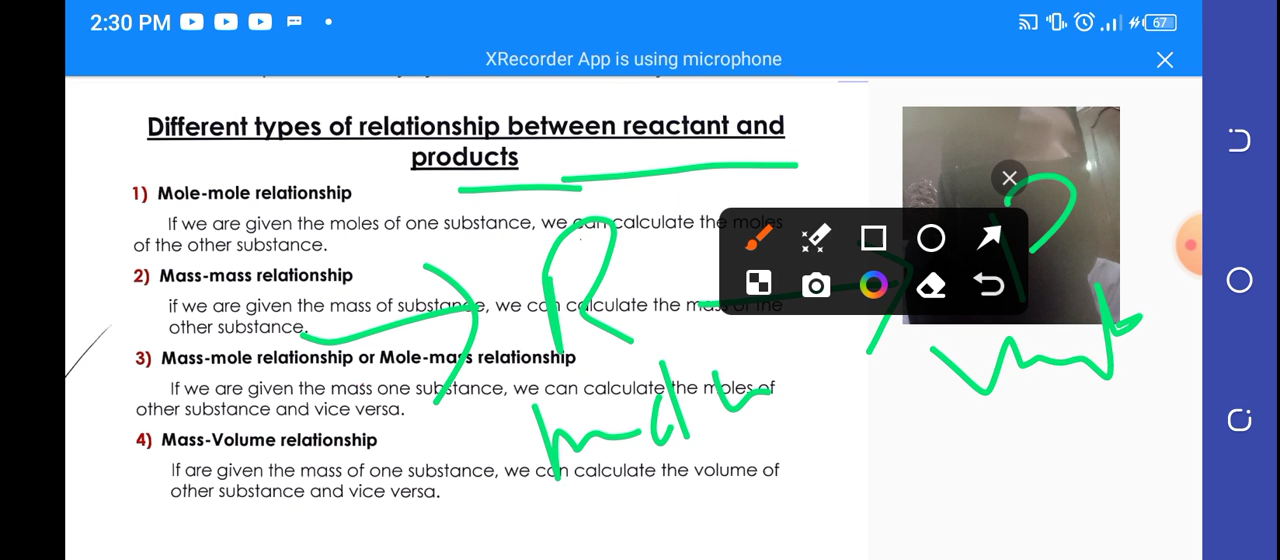 2:30 PM
67
XRecorder App is using microphone
Different types of relationship between reactant and
products
1) Mole-mole relationship
If we are given the moles of one substance, we can calculate the moles
of the other substance.
2) Mass-mass relationship
if we are given the mass of substance, we can calculate the mass of the
other substance.
3) Mass-mole relationship or Mole-mass relationship
If we are given the mass one substance, we can calculate the moles of
other substance and vice versa.
4) Mass-Volume relationship
If are given the mass of one substance, we can calculate the volume of
other substance and vice versa.
R
P